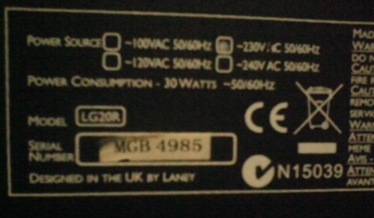 POWER SOURCE ~100VAC 50/60Hz ~230VAC 50/60Hz
~120VAC 50/60Hz ~240VAC 50/60Hz
POWER CONSUMPTION - 30 WATTS ~50/60Hz
MODEL LG20R
SERIAL NUMBER MGB 4985
DESIGNED IN THE UK BY LANEY
CE
N15039